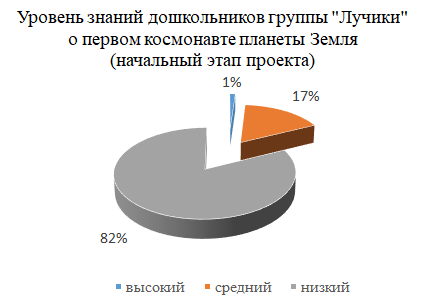 Уровень знаний дошкольников группы "Лучики"
о первом космонавте планеты Земля
(начальный этап проекта)
1%
17%
82%
высокий средний низкий